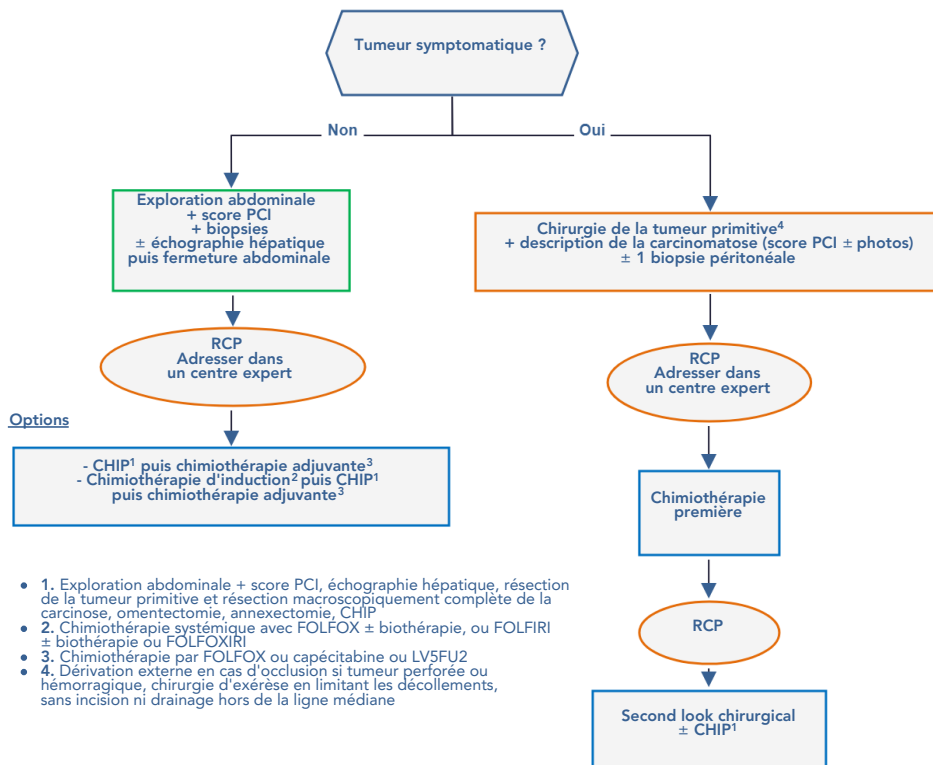 Tumeur symptomatique ?
Non
Oui
Exploration abdominale
+ score PCI
+ biopsies
± échographie hépatique
puis fermeture abdominale
Chirurgie de la tumeur primitive⁴
+ description de la carcinomatose (score PCI ± photos)
± 1 biopsie péritonéale
RCP
Adresser dans
un centre expert
RCP
Adresser dans
un centre expert
Options
- CHIP¹ puis chimiothérapie adjuvante³
- Chimiothérapie d'induction² puis CHIP¹
puis chimiothérapie adjuvante³
Chimiothérapie
première
RCP
Second look chirurgical
± CHIP¹
• 1. Exploration abdominale + score PCI, échographie hépatique, résection
de la tumeur primitive et résection macroscopiquement complète de la
carcinose, omentectomie, annexectomie, CHIP
• 2. Chimiothérapie systémique avec FOLFOX ± biothérapie, ou FOLFIRI
± biothérapie ou FOLFOXIRI
• 3. Chimiothérapie par FOLFOX ou capécitabine ou LV5FU2
• 4. Dérivation externe en cas d'occlusion si tumeur perforée ou
hémorragique, chirurgie d'exérèse en limitant les décollements,
sans incision ni drainage hors de la ligne médiane